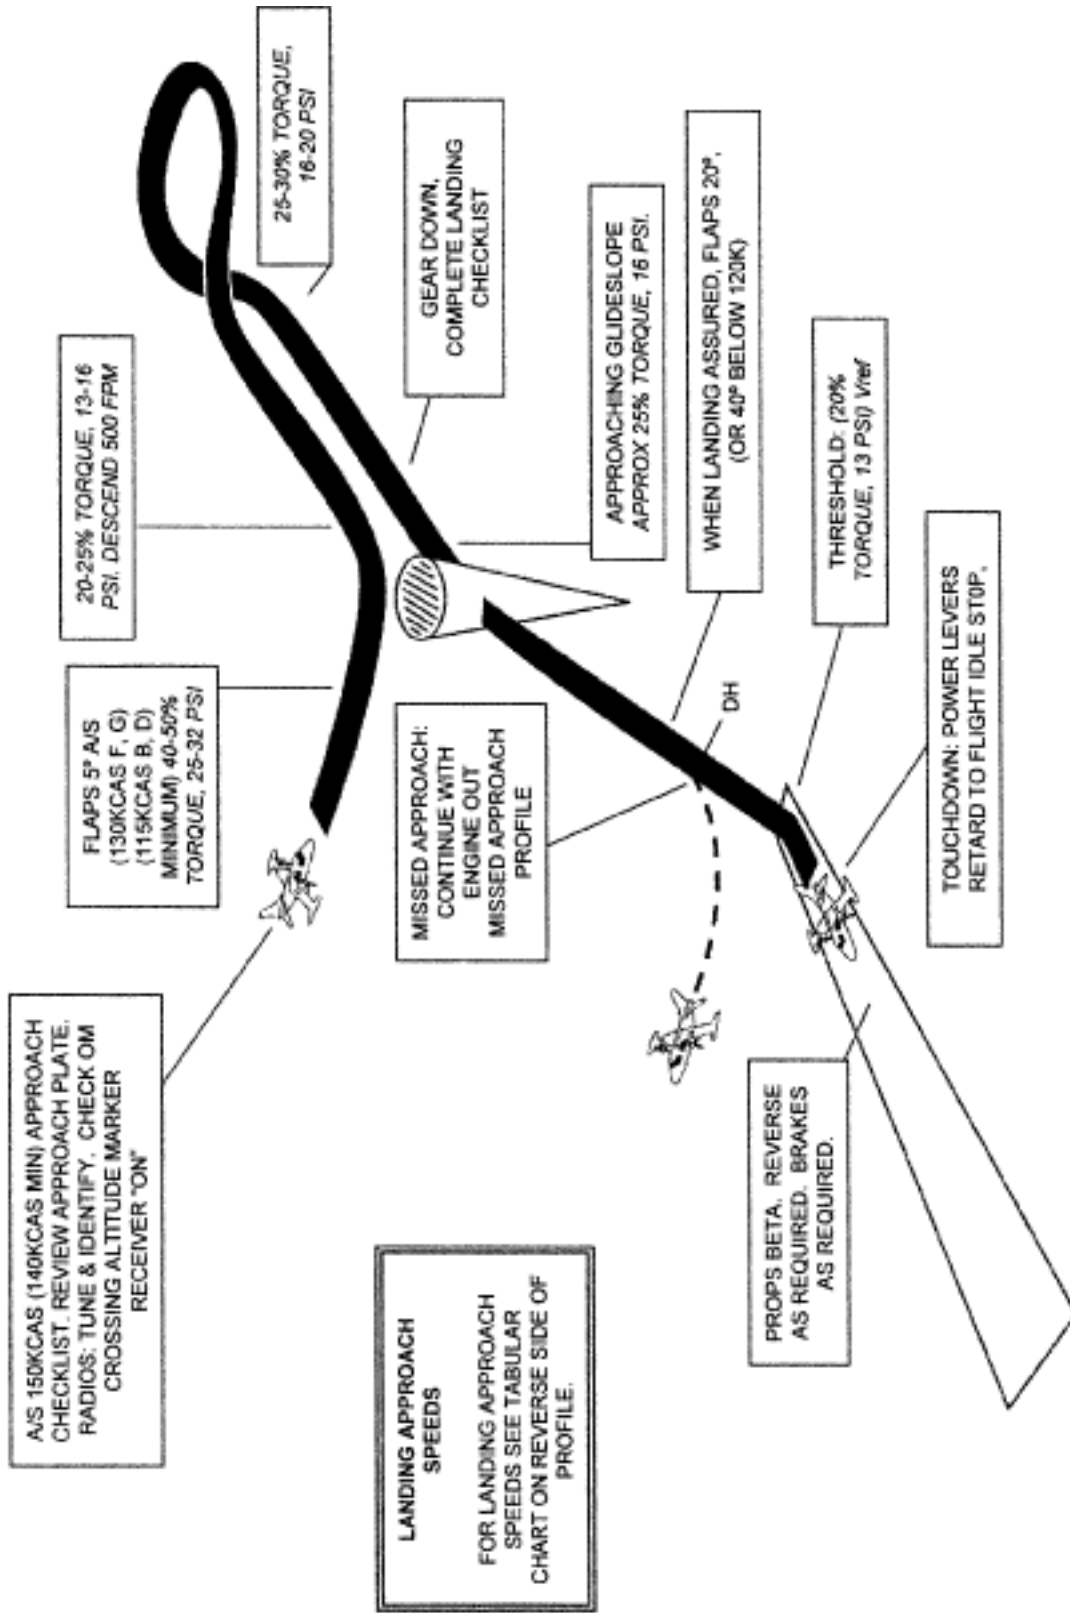 A/S 150KCAS (140KCAS MIN) APPROACH
CHECKLIST. REVIEW APPROACH PLATE.
RADIOS: TUNE & IDENTIFY. CHECK OM
CROSSING ALTITUDE MARKER
RECEIVER "ON"
FLAPS 5° A/S
(130KCAS F, G)
(115KCAS B, D)
MINIMUM) 40-50%
TORQUE, 25-32 PSI
20-25% TORQUE, 13-16
PSI. DESCEND 500 FPM
25-30% TORQUE,
16-20 PSI
GEAR DOWN,
COMPLETE LANDING
CHECKLIST
APPROACHING GLIDESLOPE
APPROX 25% TORQUE, 16 PSI.
WHEN LANDING ASSURED, FLAPS 20°,
(OR 40° BELOW 120K)
MISSED APPROACH:
CONTINUE WITH
ENGINE OUT
MISSED APPROACH
PROFILE
DH
THRESHOLD: (20%
TORQUE, 13 PSI) Vref
TOUCHDOWN: POWER LEVERS
RETARD TO FLIGHT IDLE STOP,
PROPS BETA. REVERSE
AS REQUIRED. BRAKES
AS REQUIRED.
LANDING APPROACH
SPEEDS
FOR LANDING APPROACH
SPEEDS SEE TABULAR
CHART ON REVERSE SIDE OF
PROFILE.